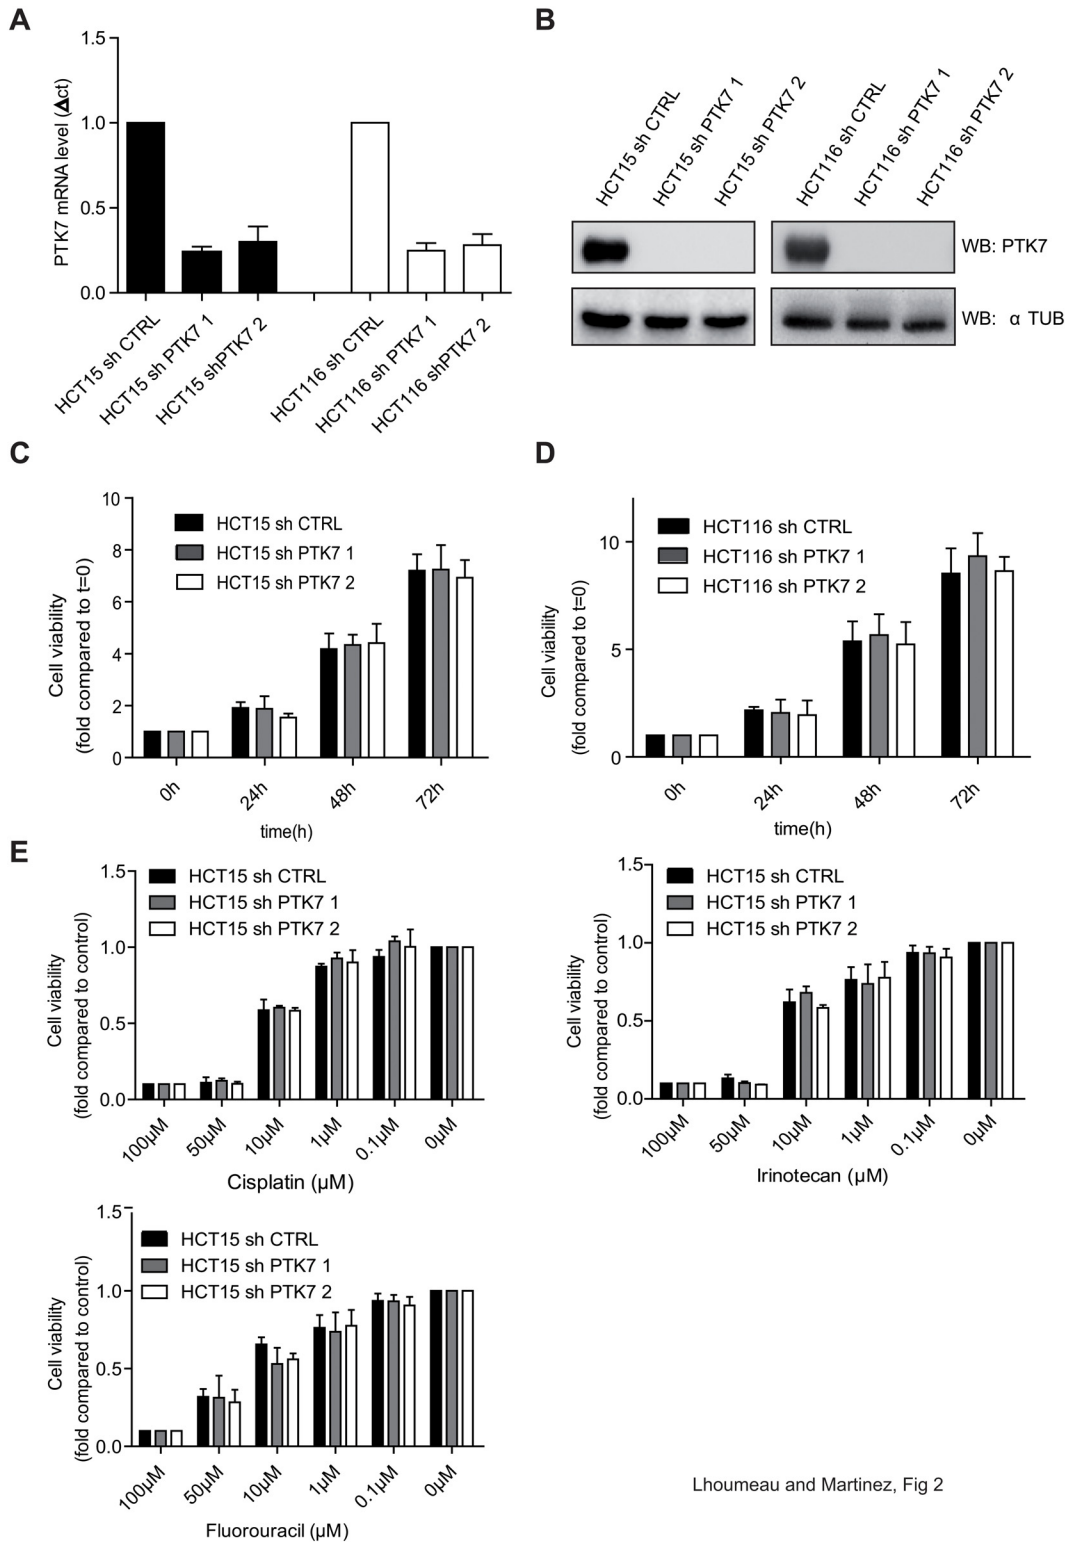 A
1.5
1.0
0.5
0.0
PTK7 mRNA level (Δct)
HCT15 sh CTRL
HCT15 sh PTK7 1
HCT15 shPTK7 2
HCT116 sh CTRL
HCT116 sh PTK7 1
HCT116 shPTK7 2
B
HCT15 sh CTRL
HCT15 sh PTK7 1
HCT15 sh PTK7 2
HCT116 sh CTRL
HCT116 sh PTK7 1
HCT116 sh PTK7 2
WB: PTK7
WB: α TUB
C
10
8
6
4
2
0
Cell viability
(fold compared to t=0)
HCT15 sh CTRL
HCT15 sh PTK7 1
HCT15 sh PTK7 2
0h
24h
48h
72h
time(h)
D
10
5
0
Cell viability
(fold compared to t=0)
HCT116 sh CTRL
HCT116 sh PTK7 1
HCT116 sh PTK7 2
0h
24h
48h
72h
time(h)
E
1.5
1.0
0.5
0.0
Cell viability
(fold compared to control)
HCT15 sh CTRL
HCT15 sh PTK7 1
HCT15 sh PTK7 2
100µM
50µM
10µM
1µM
0.1µM
0µM
Cisplatin (µM)
1.5
1.0
0.5
0.0
Cell viability
(fold compared to control)
HCT15 sh CTRL
HCT15 sh PTK7 1
HCT15 sh PTK7 2
100µM
50µM
10µM
1µM
0.1µM
0µM
Irinotecan (µM)
1.5
1.0
0.5
0.0
Cell viability
(fold compared to control)
HCT15 sh CTRL
HCT15 sh PTK7 1
HCT15 sh PTK7 2
100µM
50µM
10µM
1µM
0.1µM
0µM
Fluorouracil (µM)
Lhoumeau and Martinez, Fig 2